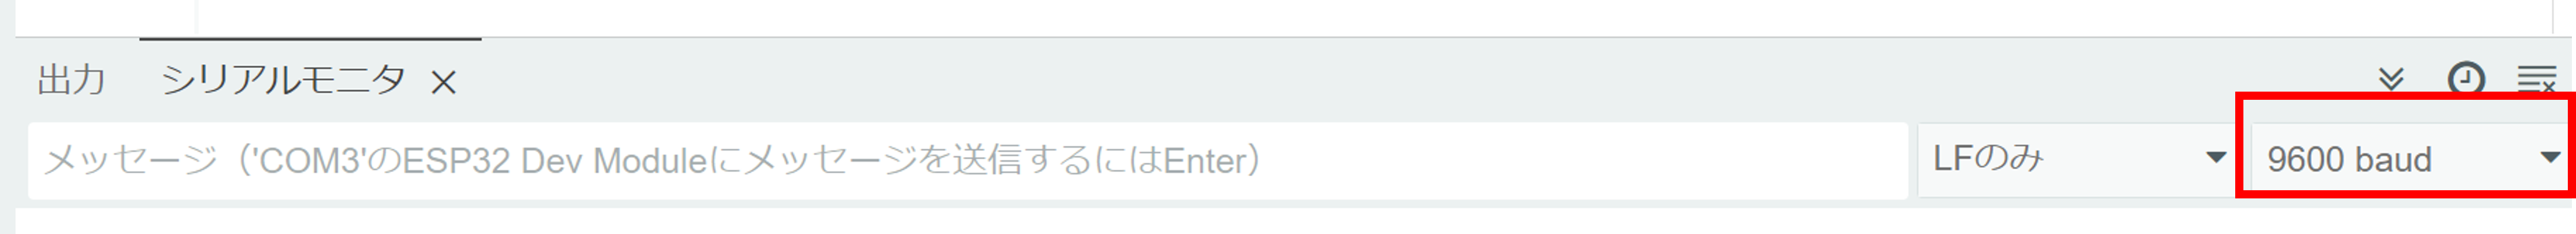 出力 シリアルモニタ ×
メッセージ（'COM3'のESP32 Dev Moduleにメッセージを送信するにはEnter） LFのみ 9600 baud